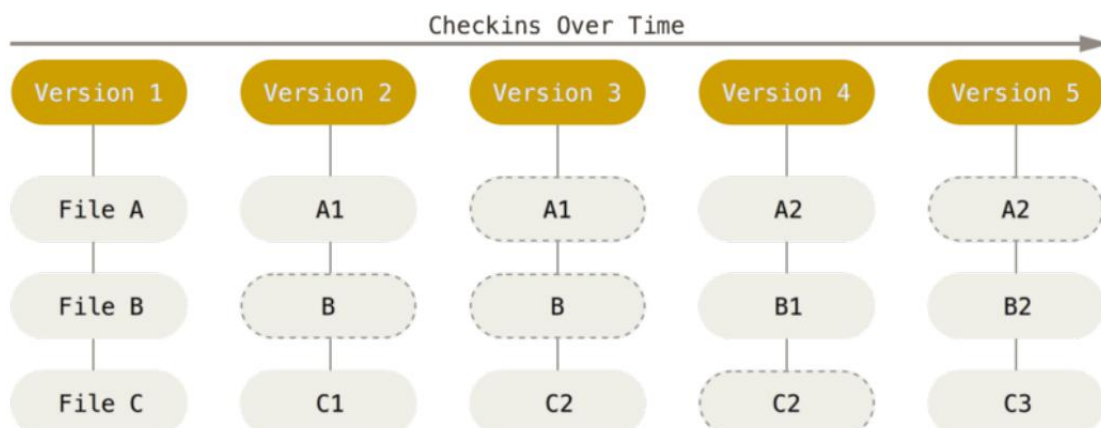 Checkins Over Time
Version 1 Version 2 Version 3 Version 4 Version 5
File A A1 A1 A2 A2
File B B B B1 B2
File C C1 C2 C2 C3